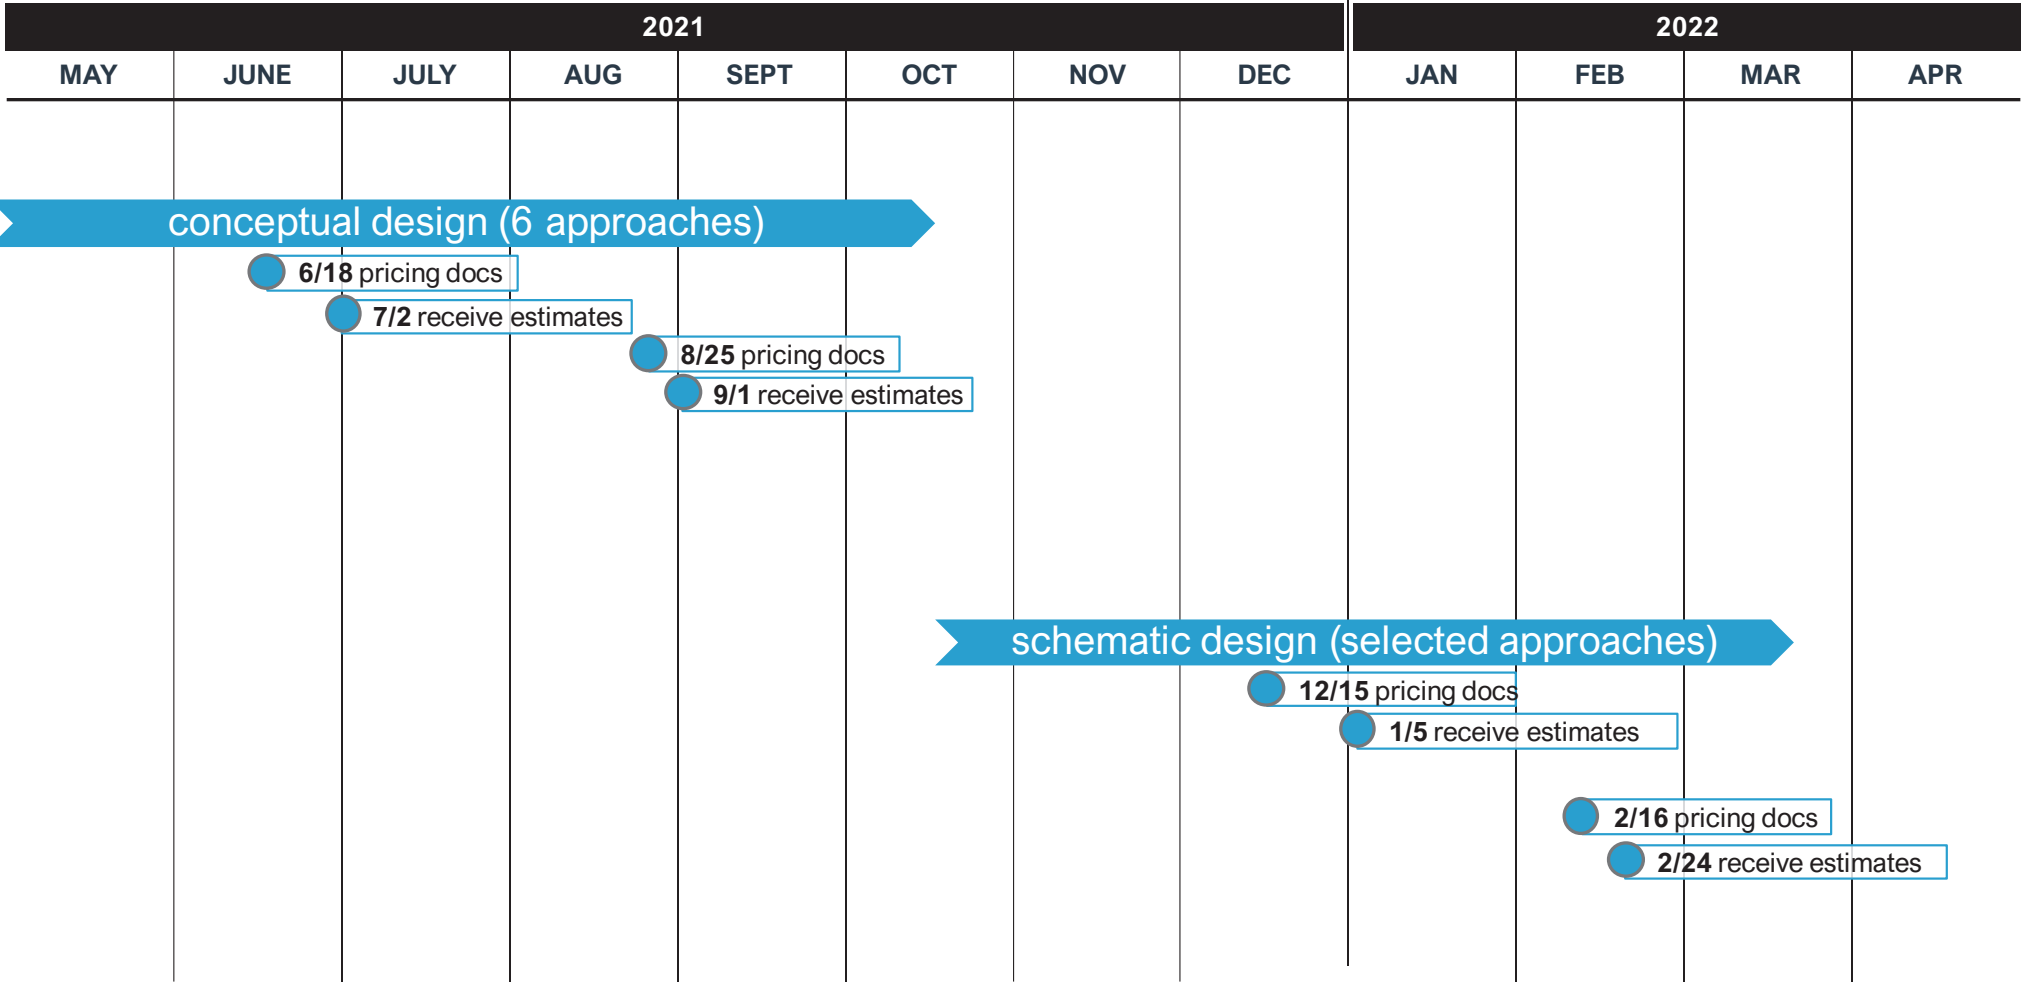 2021 2022
MAY JUNE JULY AUG SEPT OCT NOV DEC JAN FEB MAR APR
conceptual design (6 approaches)
6/18 pricing docs
7/2 receive estimates
8/25 pricing docs
9/1 receive estimates
schematic design (selected approaches)
12/15 pricing docs
1/5 receive estimates
2/16 pricing docs
2/24 receive estimates